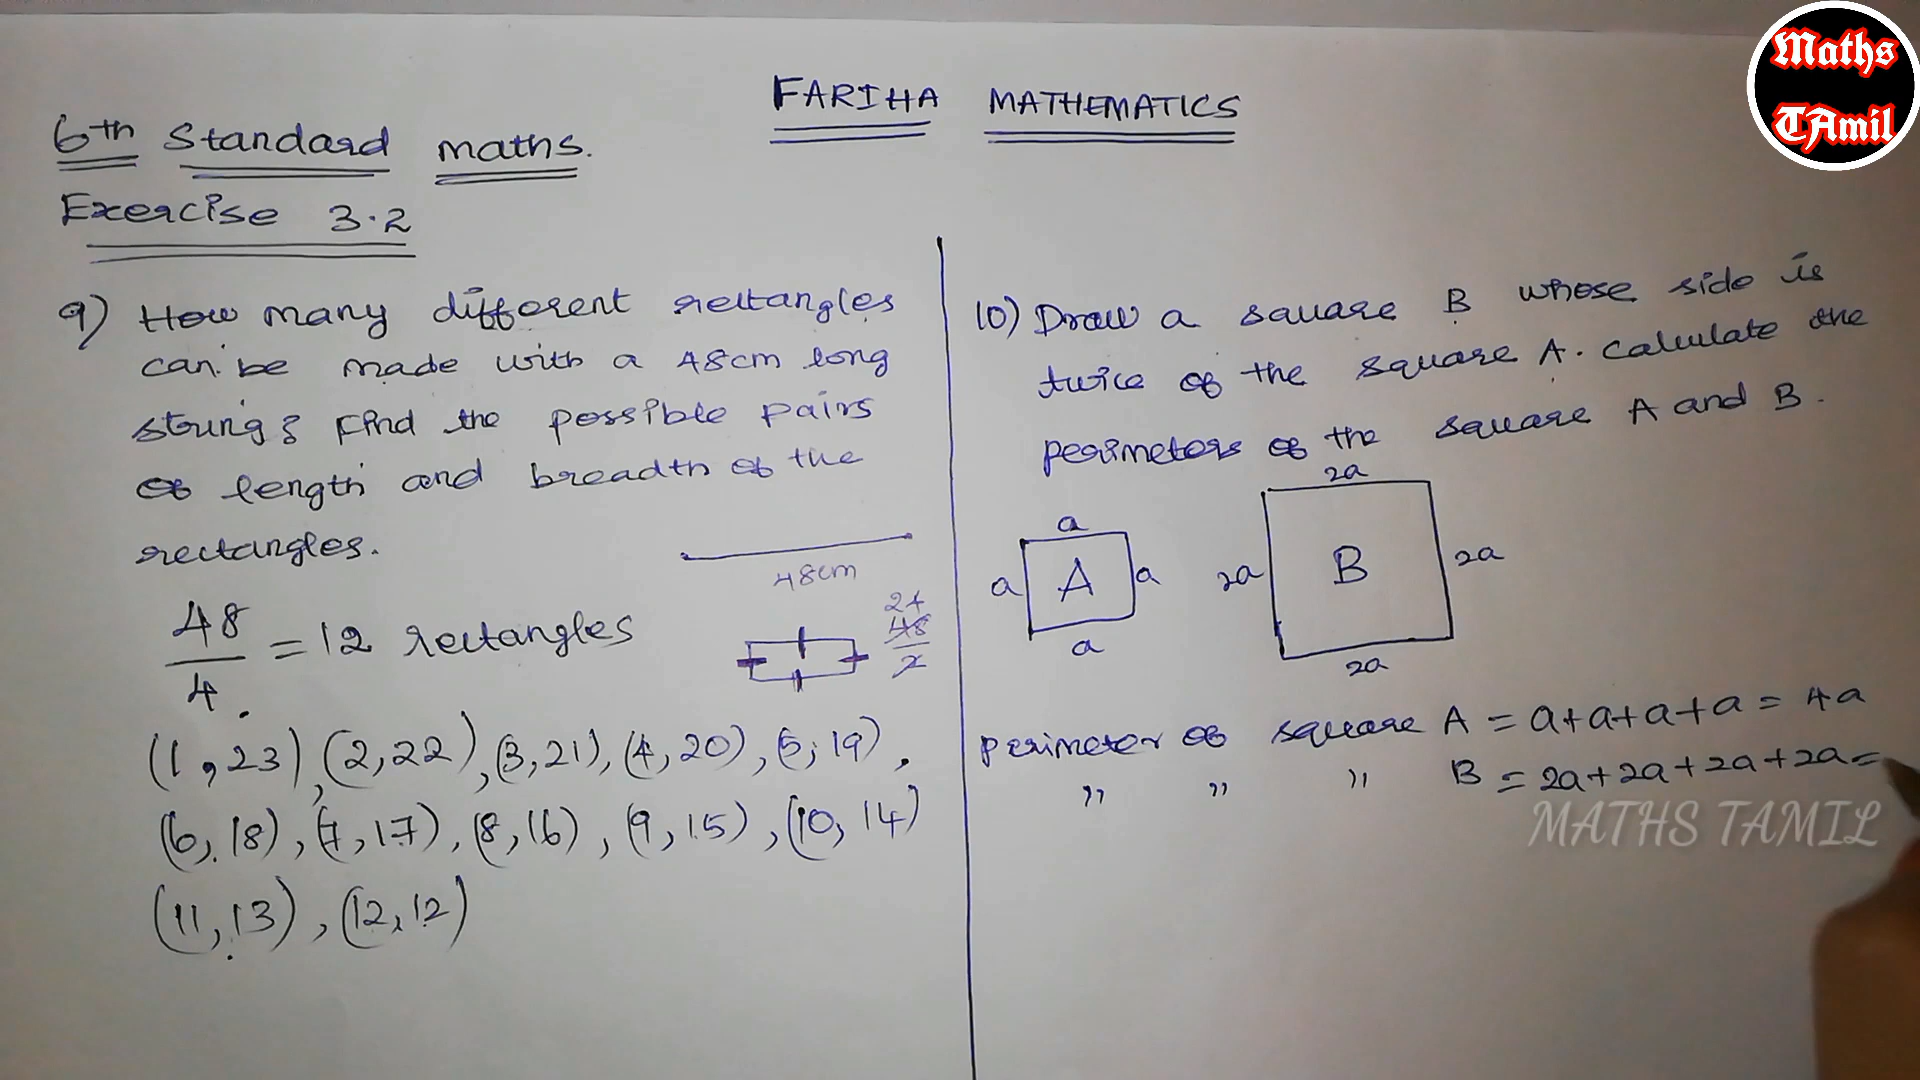 Maths
TAmil
FARIHA MATHEMATICS
6th Standard maths.
Exercise 3.2
9) How many different rectangles
can be made with a 48cm long
string? Find the possible pairs
of length and breadth of the
rectangles.
48cm
24
48
2
48
4
= 12 rectangles
(1,23), (2,22), (3,21), (4,20), (5,19),
(6,18), (7,17), (8,16), (9,15), (10,14)
(11,13), (12,12)
10) Draw a square B whose side is
twice of the square A. calculate the
perimeters of the square A and B.
a
a A a
a
2a
2a B 2a
2a
perimeter of square A = a+a+a+a = 4a
" " " B = 2a+2a+2a+2a=
MATHS TAMIL